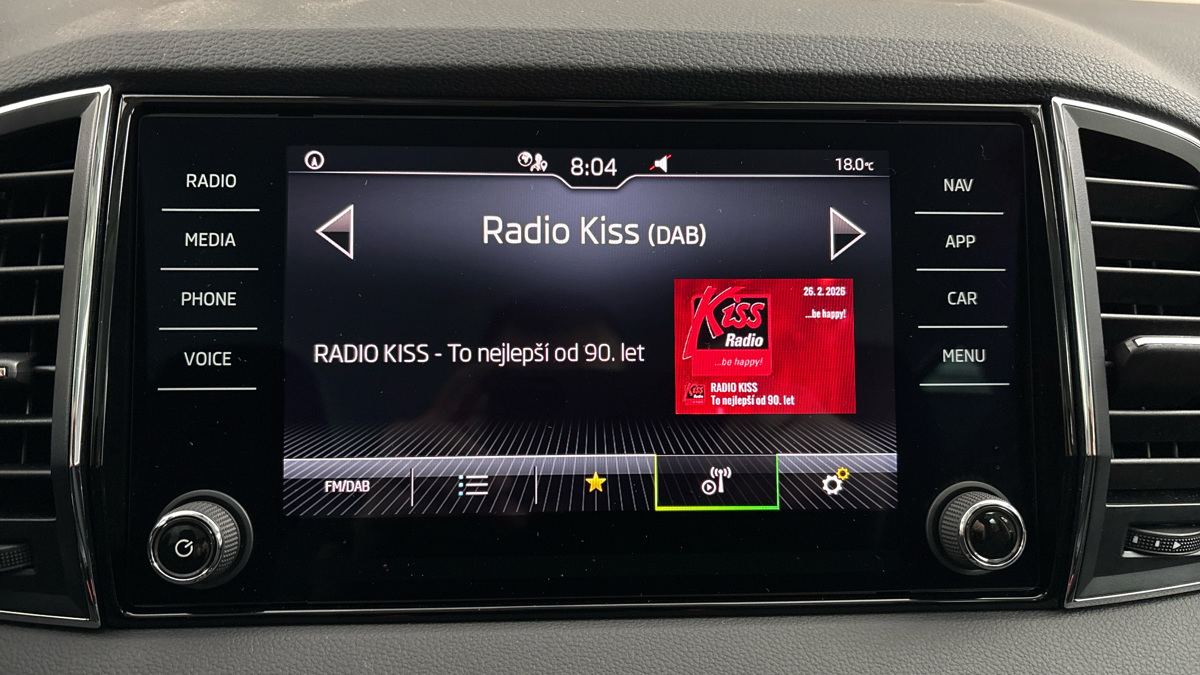 RADIO
MEDIA
PHONE
VOICE
8:04
18.0°C
Radio Kiss (DAB)
RADIO KISS - To nejlepší od 90. let
26. 2. 2026
...be happy!
Kiss
Radio
...be happy!
Kiss
Radio
RADIO KISS
To nejlepší od 90. let
FM/DAB
NAV
APP
CAR
MENU